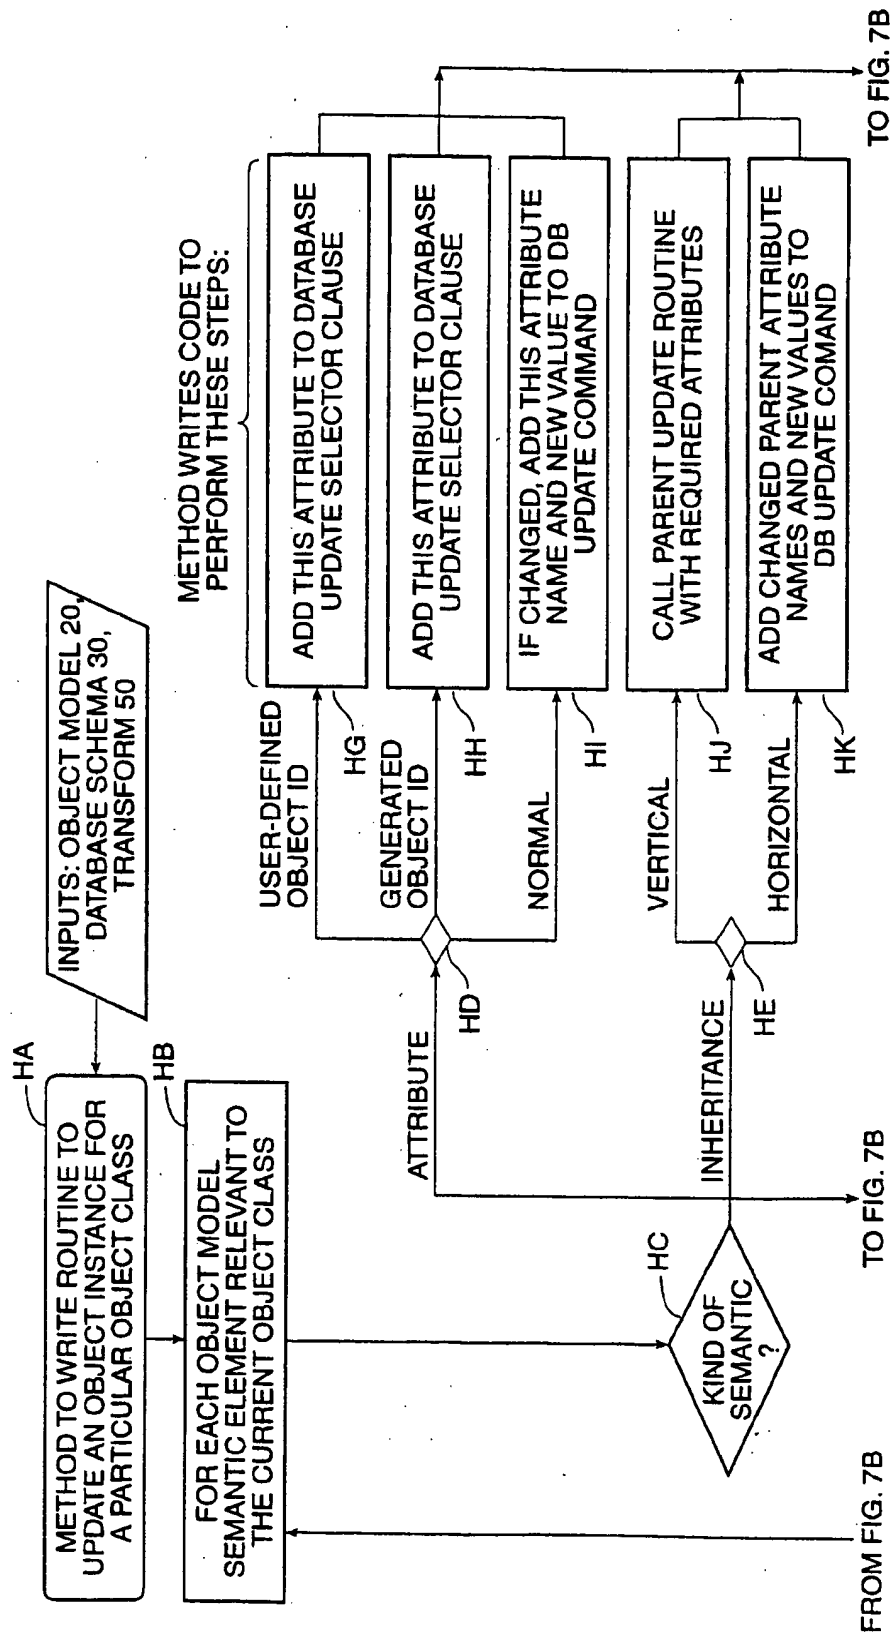 HA
METHOD TO WRITE ROUTINE TO
UPDATE AN OBJECT INSTANCE FOR
A PARTICULAR OBJECT CLASS
INPUTS: OBJECT MODEL 20,
DATABASE SCHEMA 30,
TRANSFORM 50
HB
FOR EACH OBJECT MODEL
SEMANTIC ELEMENT RELEVANT TO
THE CURRENT OBJECT CLASS
METHOD WRITES CODE TO
PERFORM THESE STEPS:
USER-DEFINED
OBJECT ID
HG
ADD THIS ATTRIBUTE TO DATABASE
UPDATE SELECTOR CLAUSE
ATTRIBUTE
HD
GENERATED
OBJECT ID
HH
ADD THIS ATTRIBUTE TO DATABASE
UPDATE SELECTOR CLAUSE
NORMAL
HI
IF CHANGED, ADD THIS ATTRIBUTE
NAME AND NEW VALUE TO DB
UPDATE COMMAND
HC
KIND OF
SEMANTIC
?
INHERITANCE
HE
VERTICAL
HJ
CALL PARENT UPDATE ROUTINE
WITH REQUIRED ATTRIBUTES
HORIZONTAL
HK
ADD CHANGED PARENT ATTRIBUTE
NAMES AND NEW VALUES TO
DB UPDATE COMAND
FROM FIG. 7B
TO FIG. 7B
TO FIG. 7B